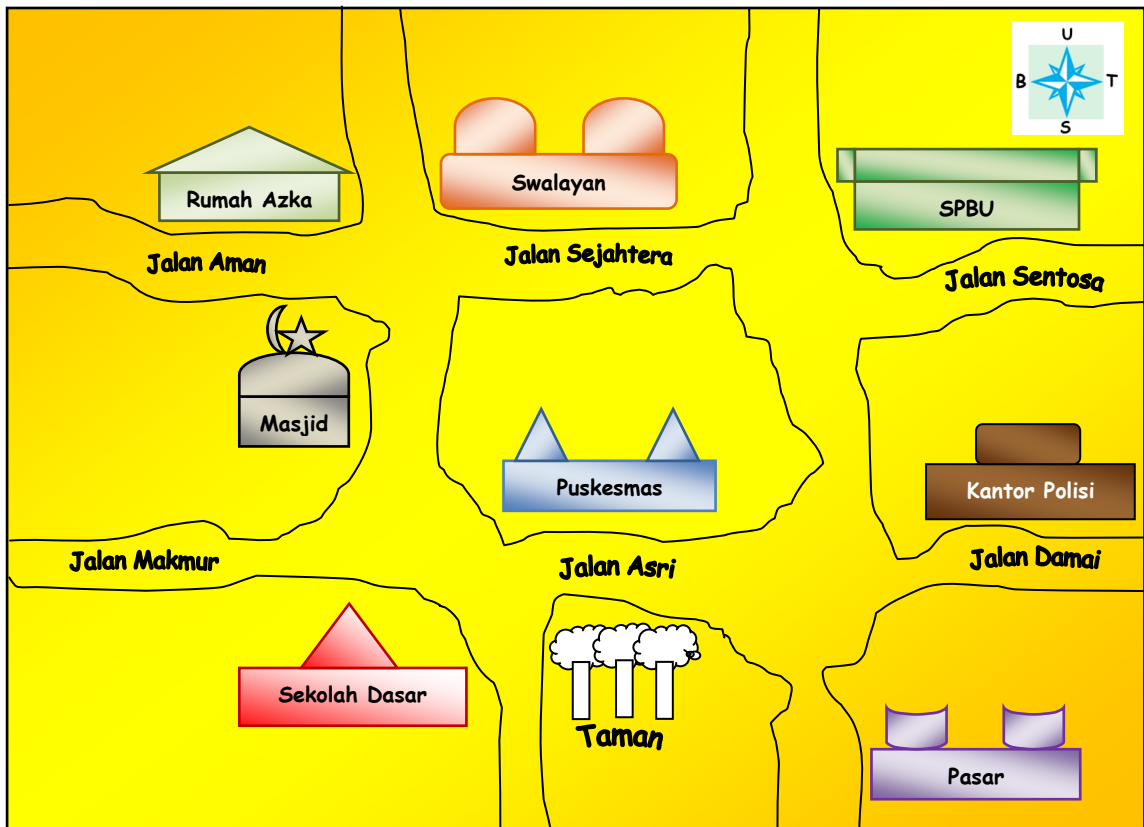 U
B T
S
Rumah Azka
Swalayan
SPBU
Jalan Aman
Jalan Sejahtera
Jalan Sentosa
Masjid
Puskesmas
Kantor Polisi
Jalan Makmur
Jalan Asri
Jalan Damai
Sekolah Dasar
Taman
Pasar